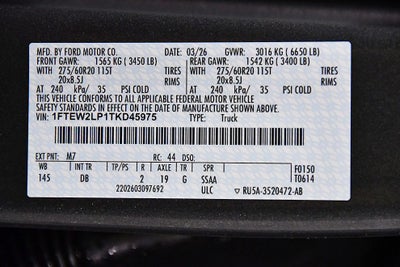 MFD. BY FORD MOTOR CO. 03/26 GVWR: 3016 KG (6650 LB)
FRONT GAWR: 1565 KG (3450 LB) REAR GAWR: 1542 KG (3400 LB)
WITH 275/60R20 115T TIRES WITH 275/60R20 115T TIRES
20x8.5J RIMS 20x8.5J RIMS
AT 240 kPa/ 35 PSI COLD AT 240 kPa/ 35 PSI COLD
THIS VEHICLE CONFORMS TO ALL APPLICABLE FEDERAL MOTOR VEHICLE
SAFETY STANDARDS IN EFFECT ON THE DATE OF MANUFACTURE SHOWN ABOVE.
VIN: 1FTEW2LP1TKD45975 TYPE: Truck
EXT PNT: M7 RC: 44 DSO: F0150
WB INT TR TP/PS R AXLE TR SPR T0614
145 DB 2 19 G SSAA
2202603097692 ULC RU5A-3520472-AB